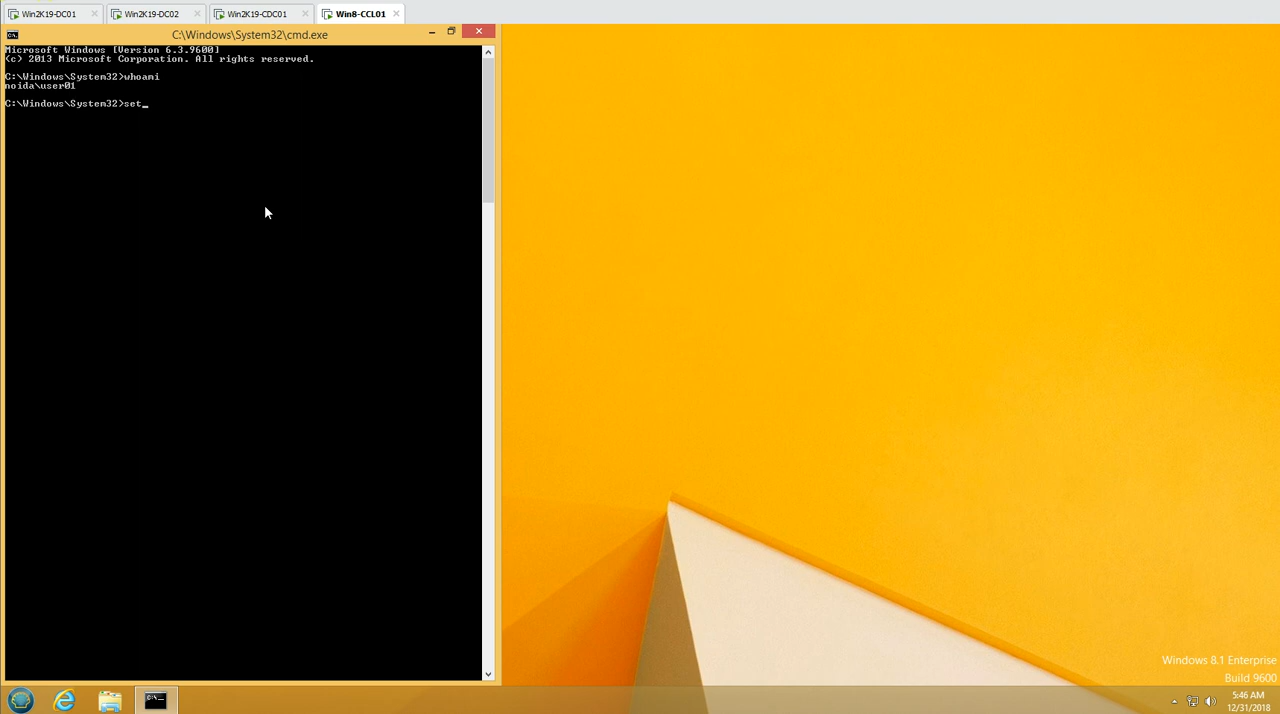 Win2K19-DC01
Win2K19-DC02
Win2K19-CDC01
Win8-CCL01
C:\Windows\System32\cmd.exe
Microsoft Windows [Version 6.3.9600]
(c) 2013 Microsoft Corporation. All rights reserved.
C:\Windows\System32>whoami
noida\user01
C:\Windows\System32>set_
Windows 8.1 Enterprise
Build 9600
5:46 AM
12/31/2018